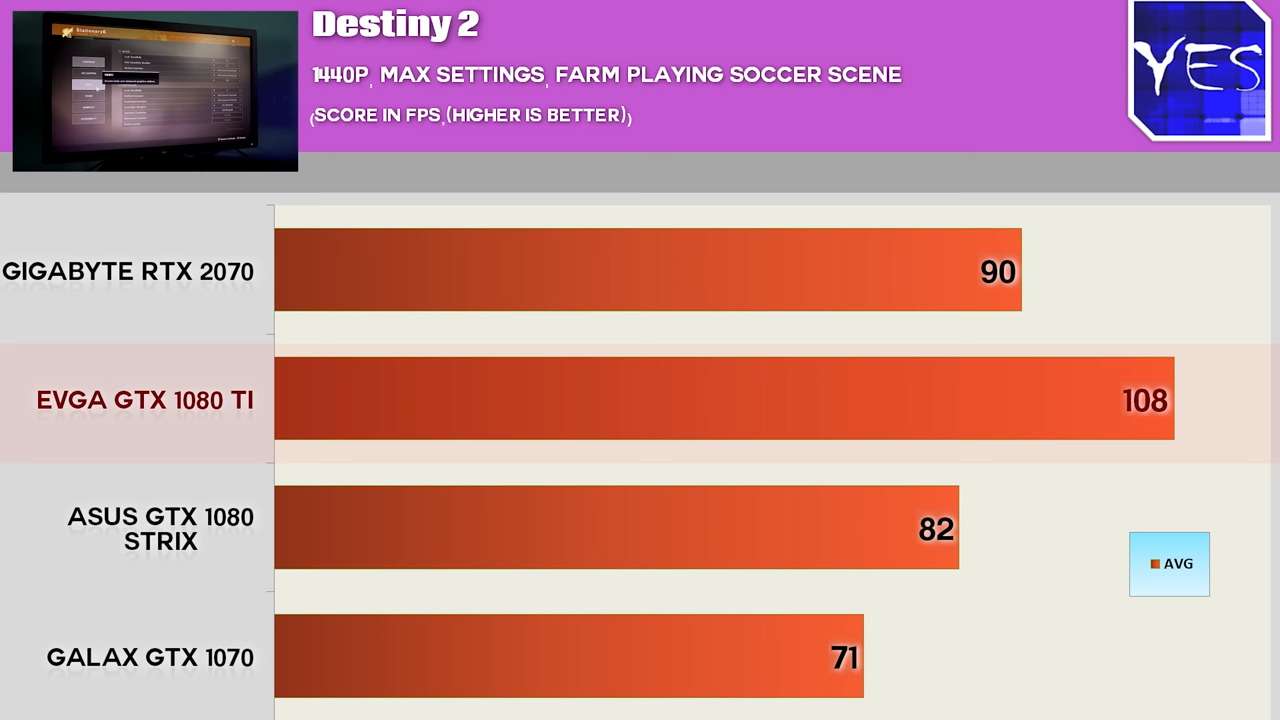 Destiny 2
1440P, MAX SETTINGS, FARM PLAYING SOCCER SCENE
(SCORE IN FPS,(HIGHER IS BETTER))
YES
GIGABYTE RTX 2070
90
EVGA GTX 1080 TI
108
ASUS GTX 1080
STRIX
82
AVG
GALAX GTX 1070
71